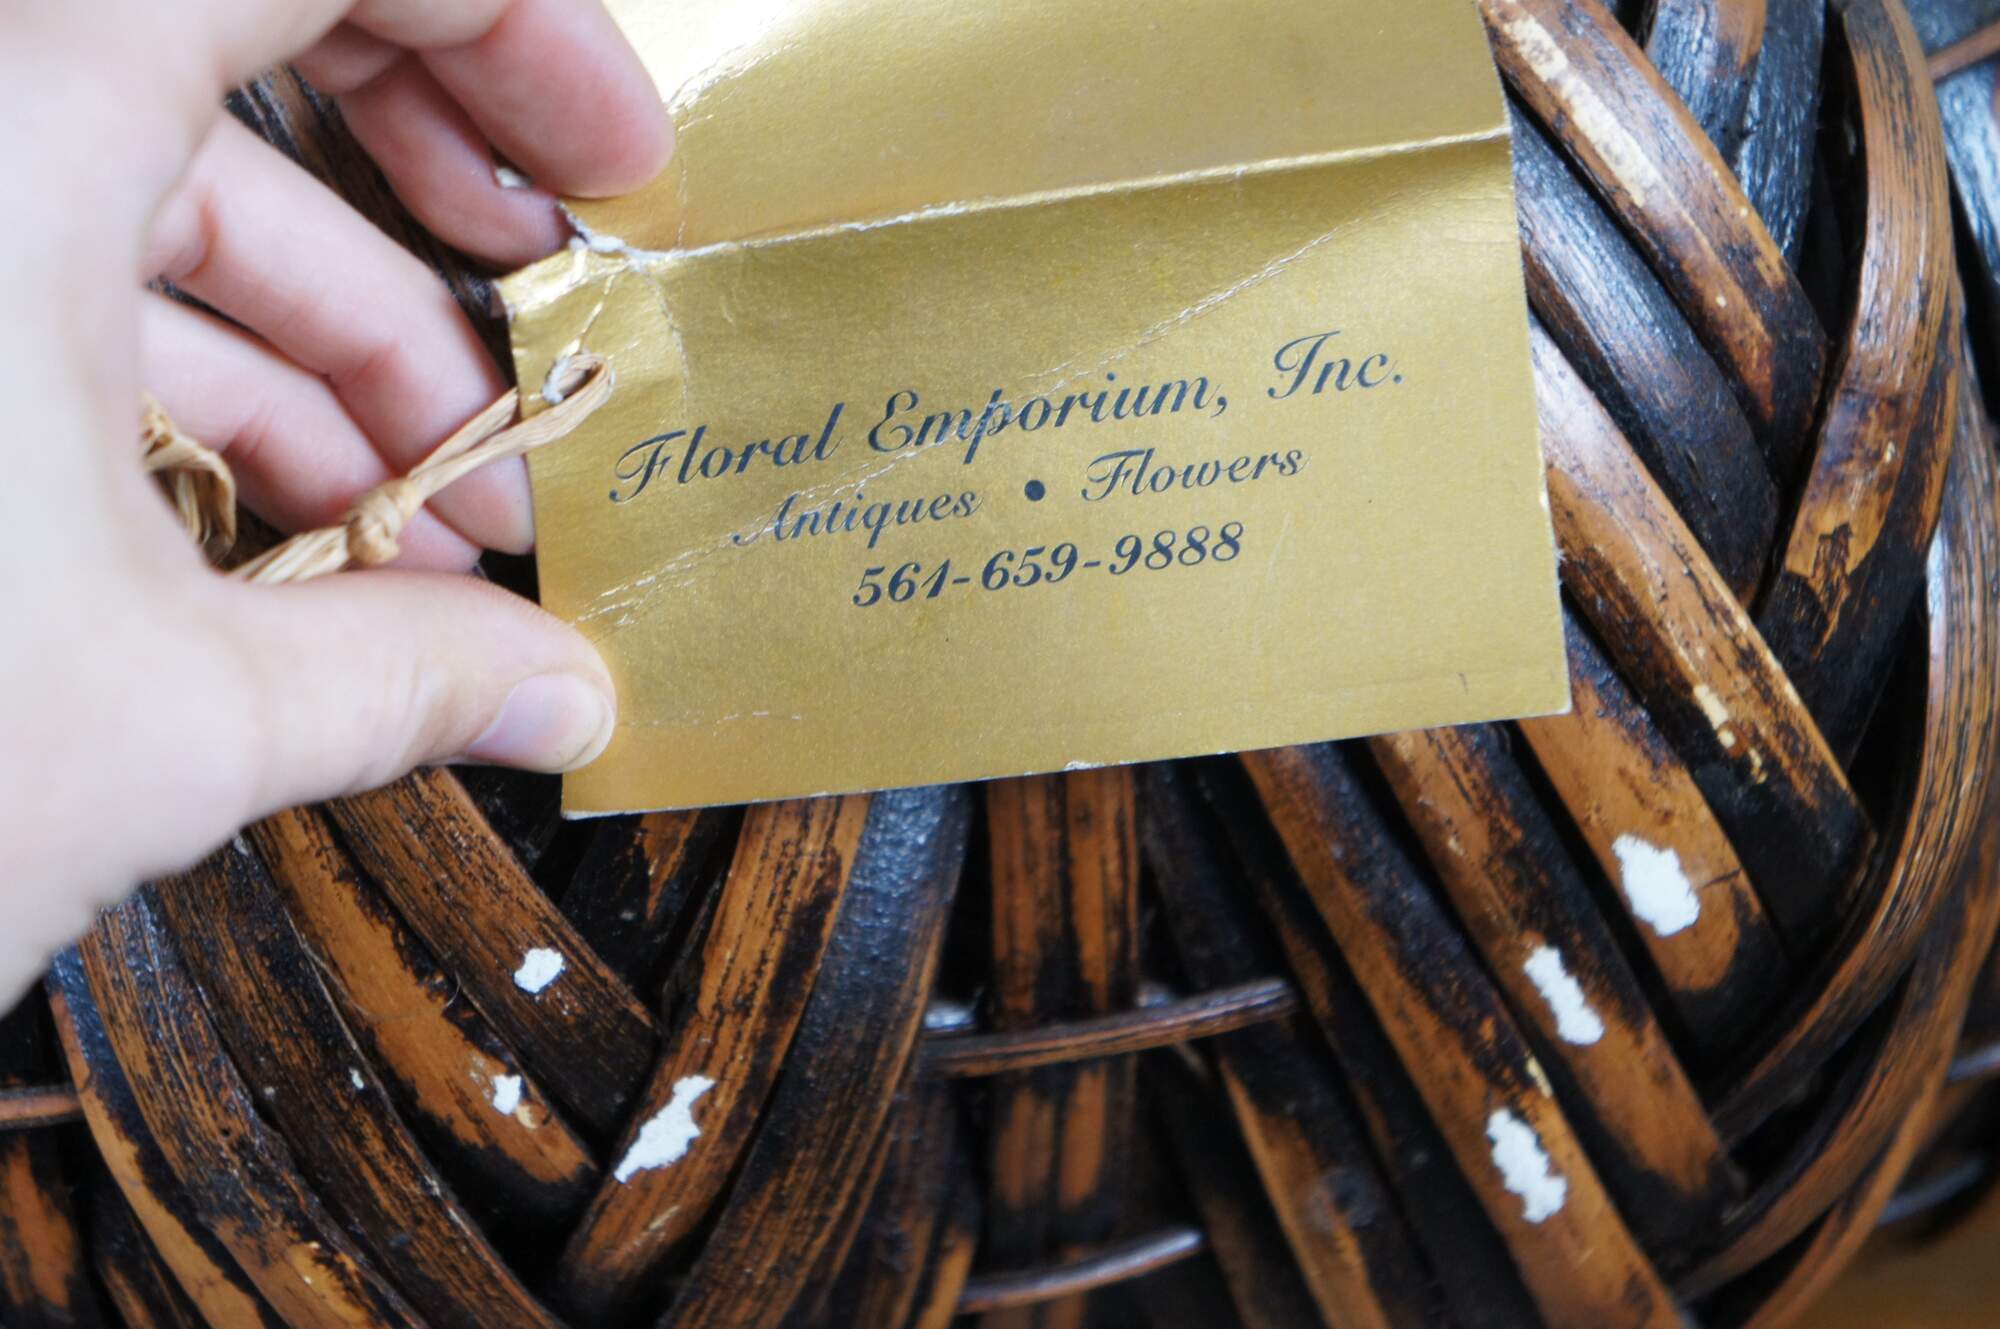 Floral Emporium, Inc.
Antiques • Flowers
561-659-9888